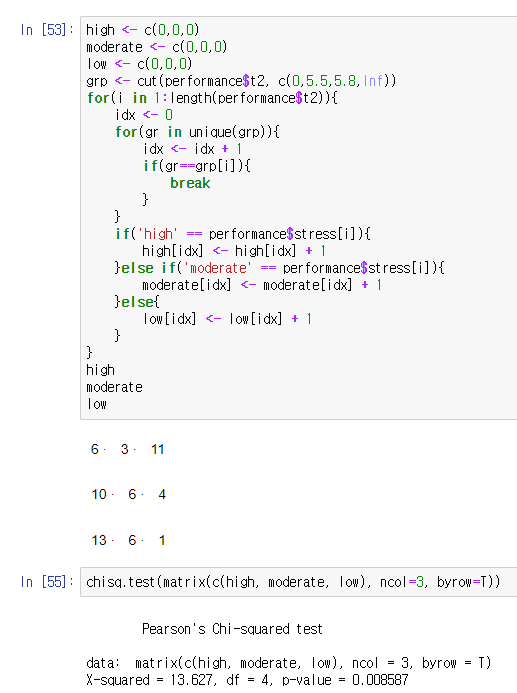 In [53]: high <- c(0,0,0)
moderate <- c(0,0,0)
low <- c(0,0,0)
grp <- cut(performance$t2, c(0,5.5,5.8,Inf))
for(i in 1:length(performance$t2)){
    idx <- 0
    for(gr in unique(grp)){
        idx <- idx + 1
        if(gr==grp[i]){
            break
        }
    }
    if('high' == performance$stress[i]){
        high[idx] <- high[idx] + 1
    }else if('moderate' == performance$stress[i]){
        moderate[idx] <- moderate[idx] + 1
    }else{
        low[idx] <- low[idx] + 1
    }
}
high
moderate
low
6 · 3 · 11
10 · 6 · 4
13 · 6 · 1
In [55]: chisq.test(matrix(c(high, moderate, low), ncol=3, byrow=T))
Pearson's Chi-squared test
data:  matrix(c(high, moderate, low), ncol = 3, byrow = T)
X-squared = 13.627, df = 4, p-value = 0.008587